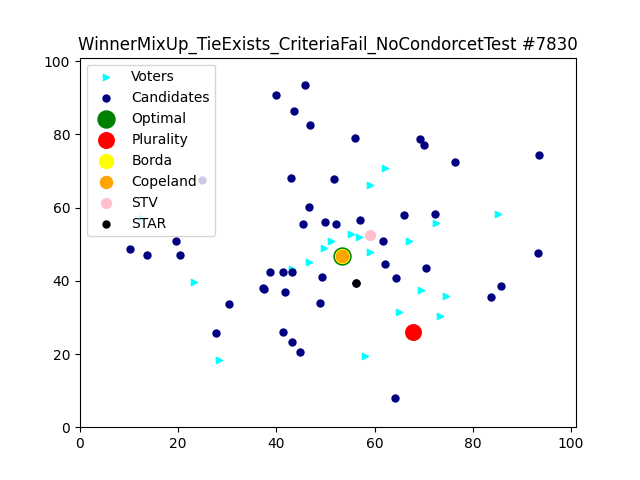 WinnerMixUp_TieExists_CriteriaFail_NoCondorcetTest #7830
100
80
60
40
20
0
Voters
Candidates
Optimal
Plurality
Borda
Copeland
STV
STAR
0 20 40 60 80 100